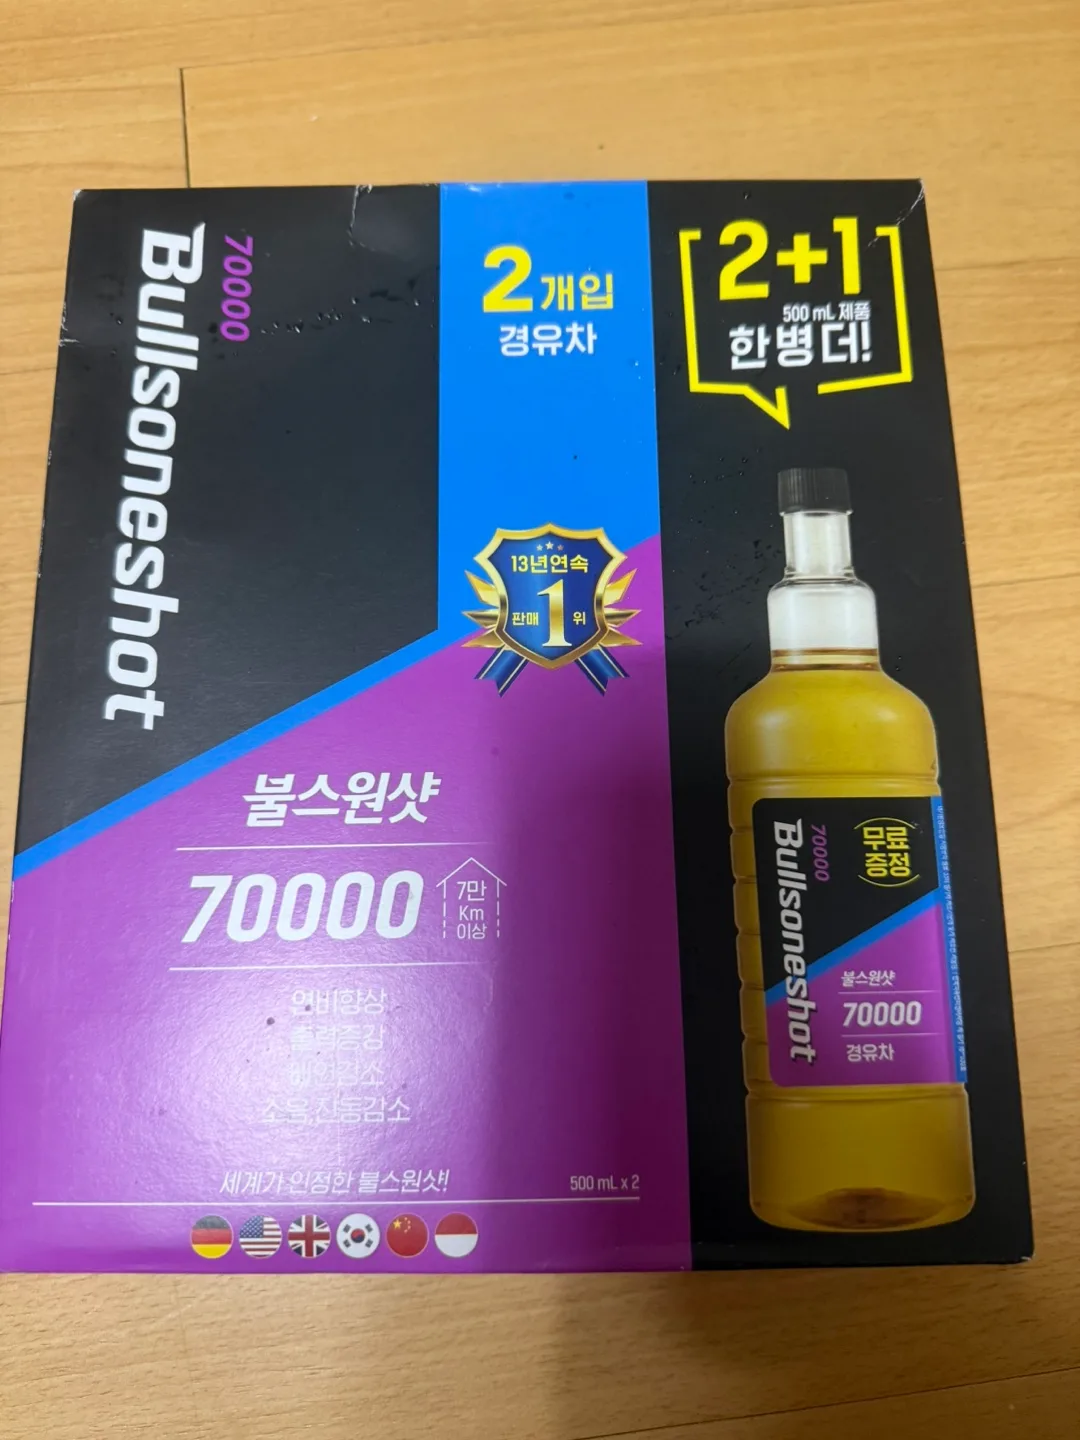 70000
Bullsoneshot
2개입
경유차
2+1
500 mL 제품
한 병 더!
13년연속
판매 1 위
불스원샷
70000
7만
Km
이상
연비향상
출력증강
매연감소
소음,진동감소
세계가 인정한 불스원샷!
500 mL x 2
70000
Bullsoneshot
무료
증정
불스원샷
70000
경유차